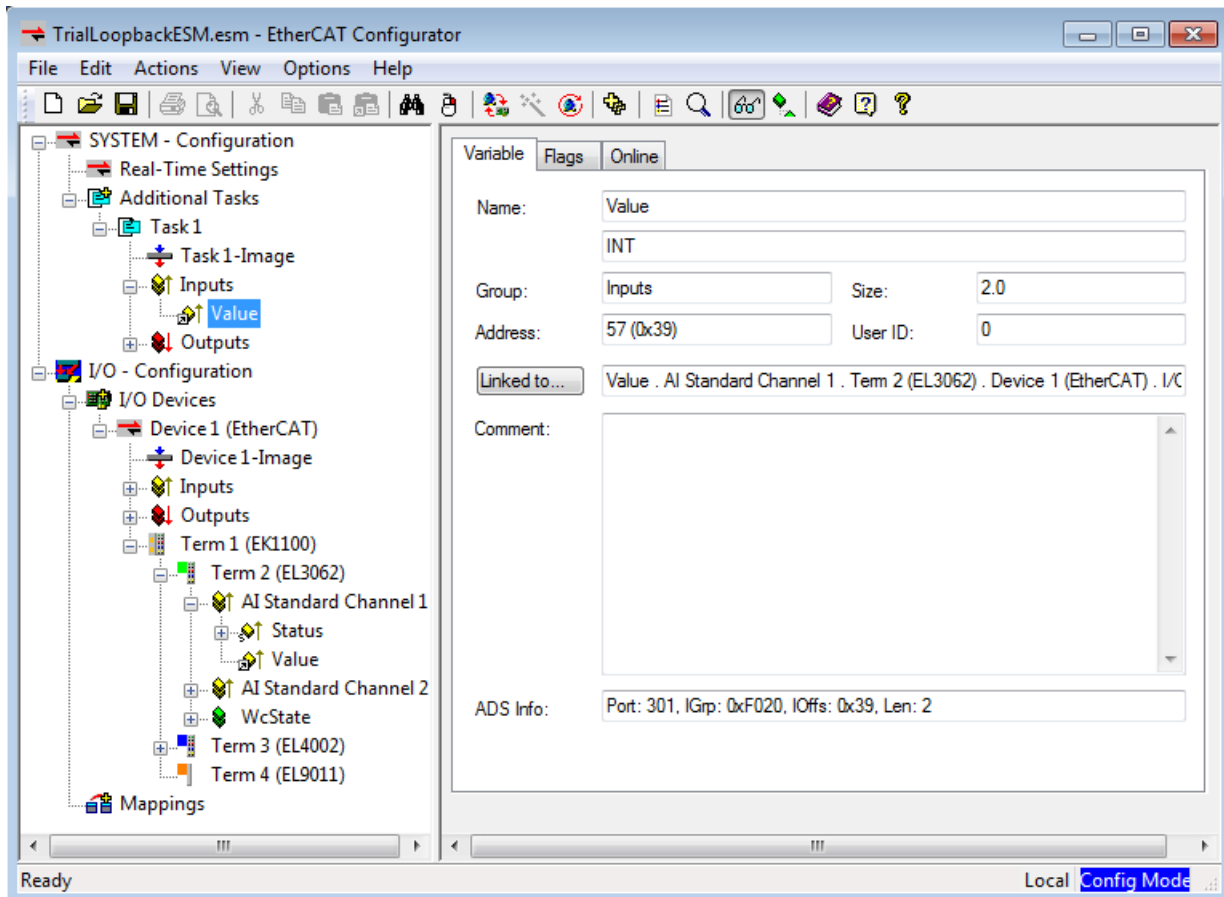 TrialLoopbackESM.esm - EtherCAT Configurator
File Edit Actions View Options Help
SYSTEM - Configuration
Real-Time Settings
Additional Tasks
Task 1
Task 1-Image
Inputs
Value
Outputs
I/O - Configuration
I/O Devices
Device 1 (EtherCAT)
Device 1-Image
Inputs
Outputs
Term 1 (EK1100)
Term 2 (EL3062)
AI Standard Channel 1
Status
Value
AI Standard Channel 2
WcState
Term 3 (EL4002)
Term 4 (EL9011)
Mappings
Variable Flags Online
Name: Value
INT
Group: Inputs Size: 2.0
Address: 57 (0x39) User ID: 0
Linked to... Value . AI Standard Channel 1 . Term 2 (EL3062) . Device 1 (EtherCAT) . I/C
Comment:
ADS Info: Port: 301, IGrp: 0xF020, IOffs: 0x39, Len: 2
Ready Local Config Mode